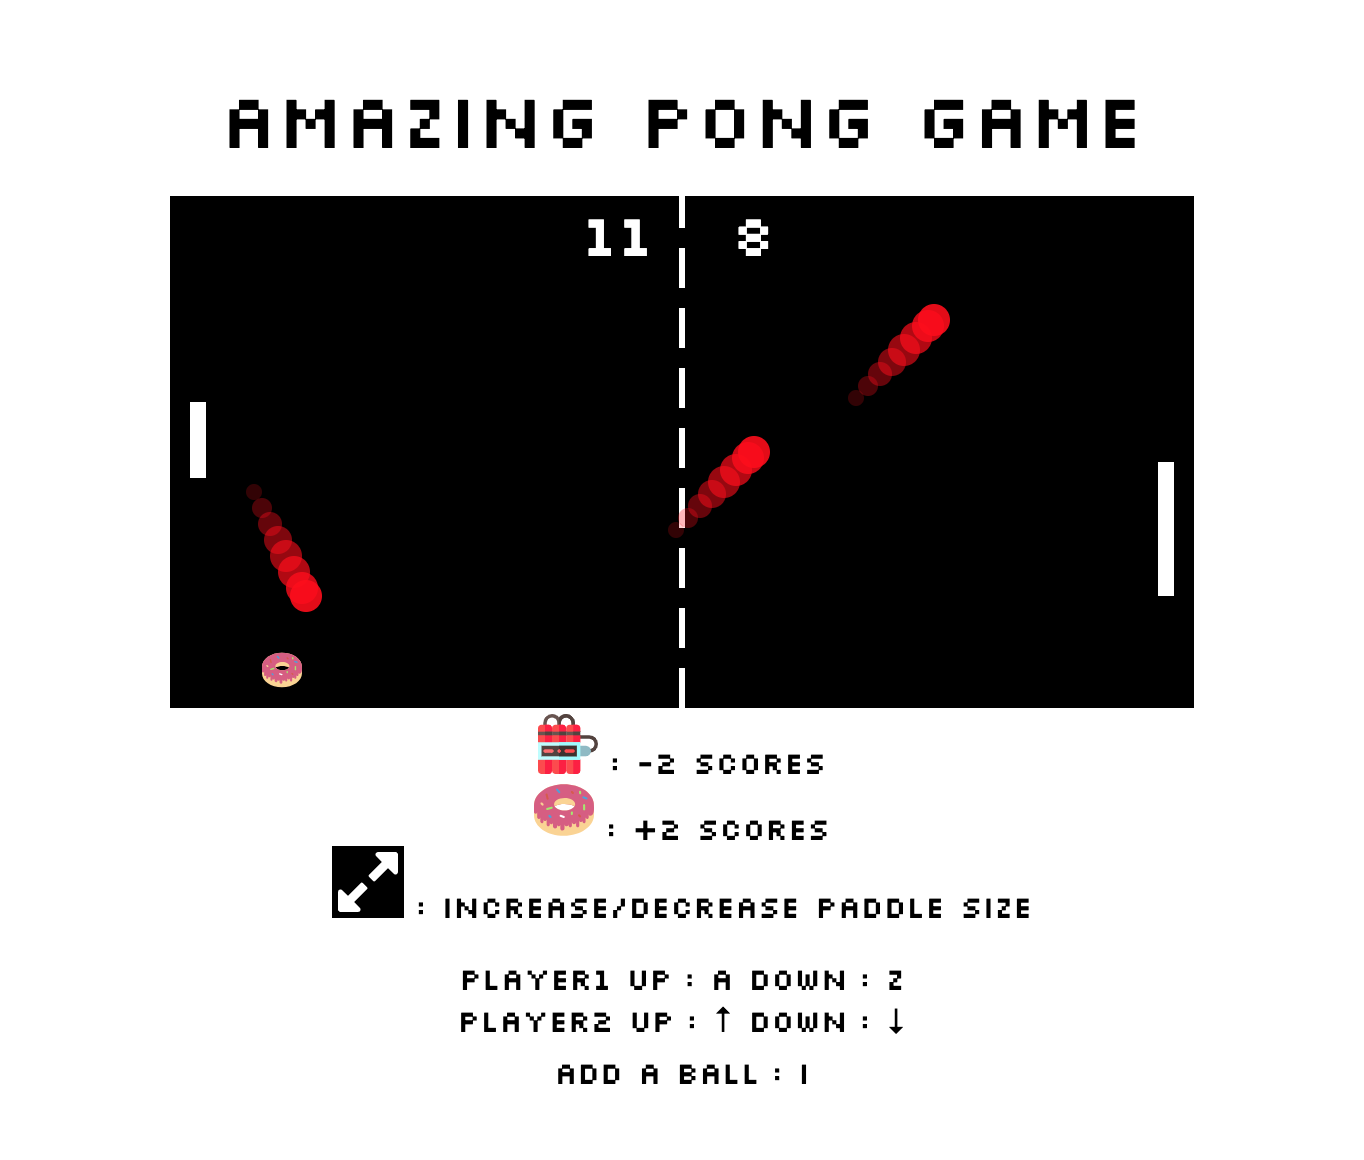 AMAZING PONG GAME
11 8
: -2 SCORES
: +2 SCORES
: INCREASE/DECREASE PADDLE SIZE
PLAYER1 UP : A DOWN : Z
PLAYER2 UP : ↑ DOWN : ↓
ADD A BALL : I